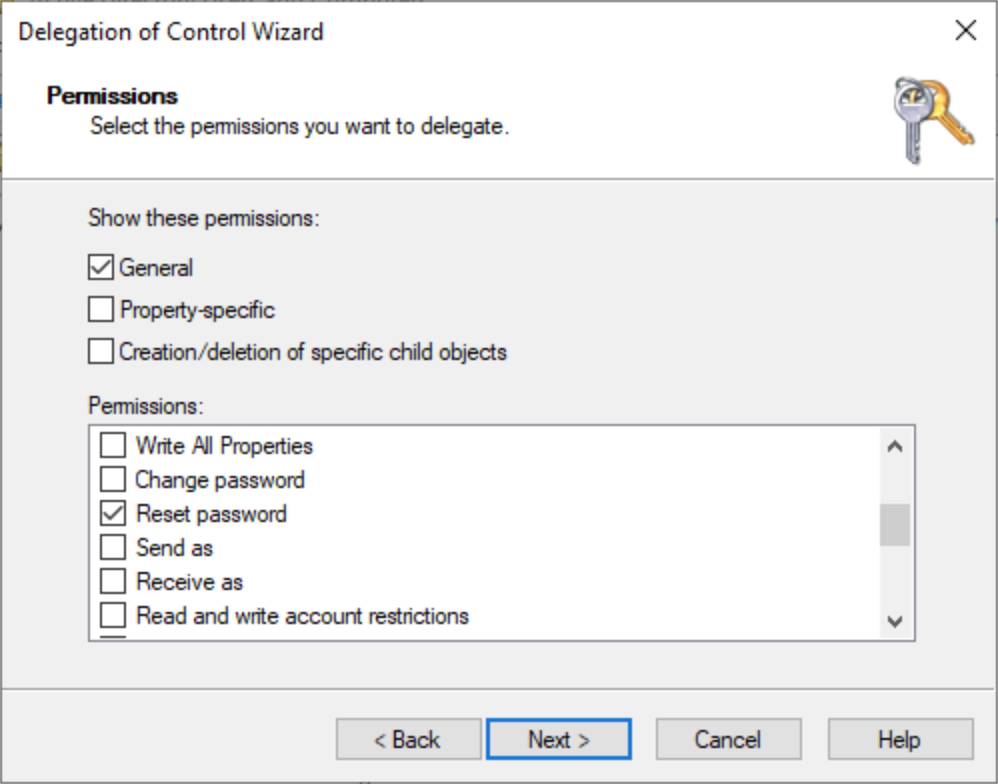 Delegation of Control Wizard
Permissions
Select the permissions you want to delegate.
Show these permissions:
General
Property-specific
Creation/deletion of specific child objects
Permissions:
Write All Properties
Change password
Reset password
Send as
Receive as
Read and write account restrictions
< Back Next > Cancel Help